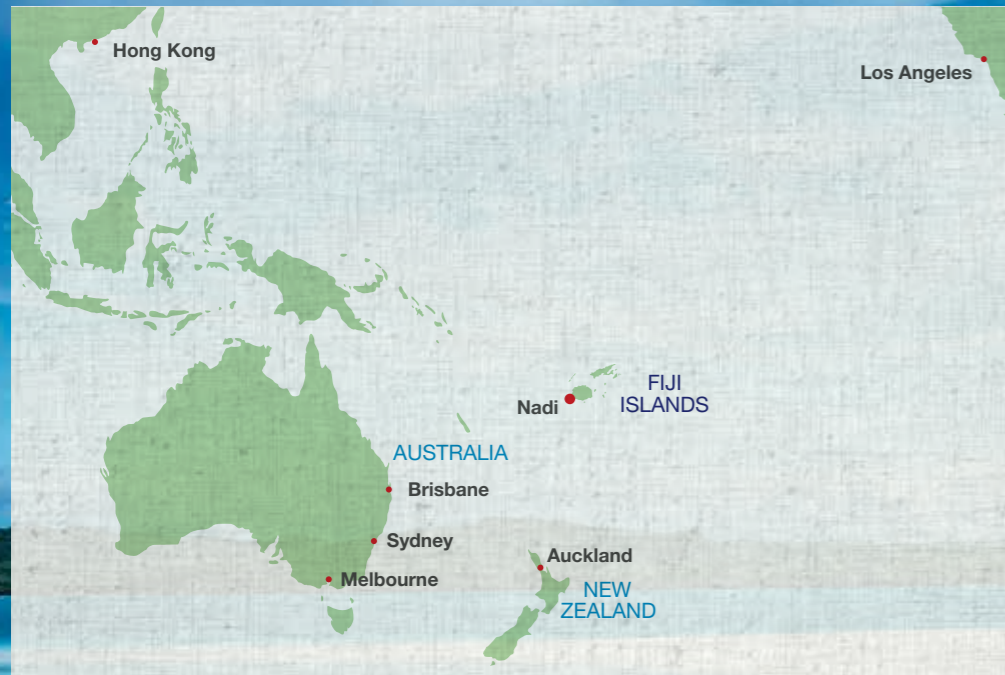 Hong Kong
Los Angeles
FIJI
ISLANDS
Nadi
AUSTRALIA
Brisbane
Sydney
Auckland
Melbourne
NEW
ZEALAND